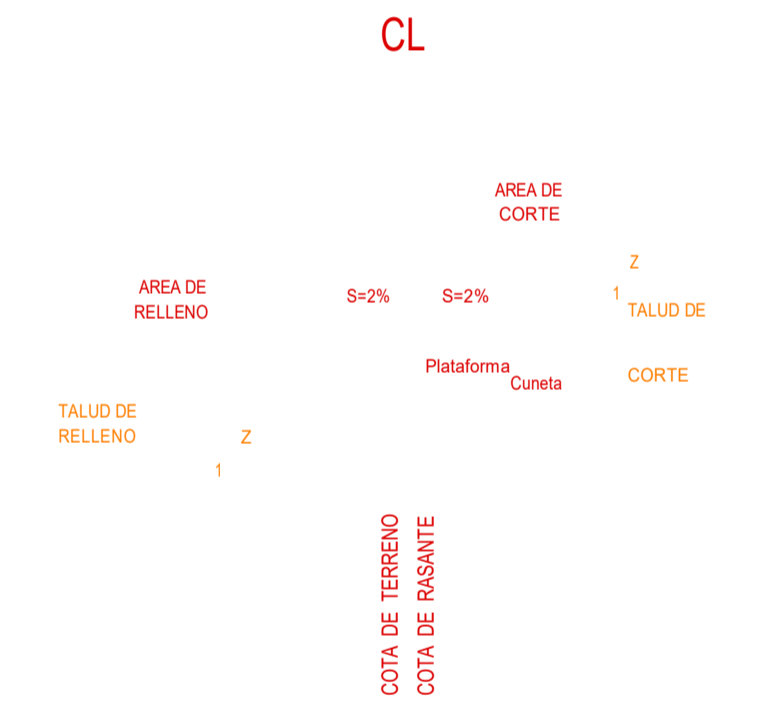 CL
AREA DE
CORTE
Z
1
TALUD DE
CORTE
AREA DE
RELLENO
S=2%
S=2%
Plataforma
Cuneta
TALUD DE
RELLENO
Z
1
COTA DE TERRENO
COTA DE RASANTE